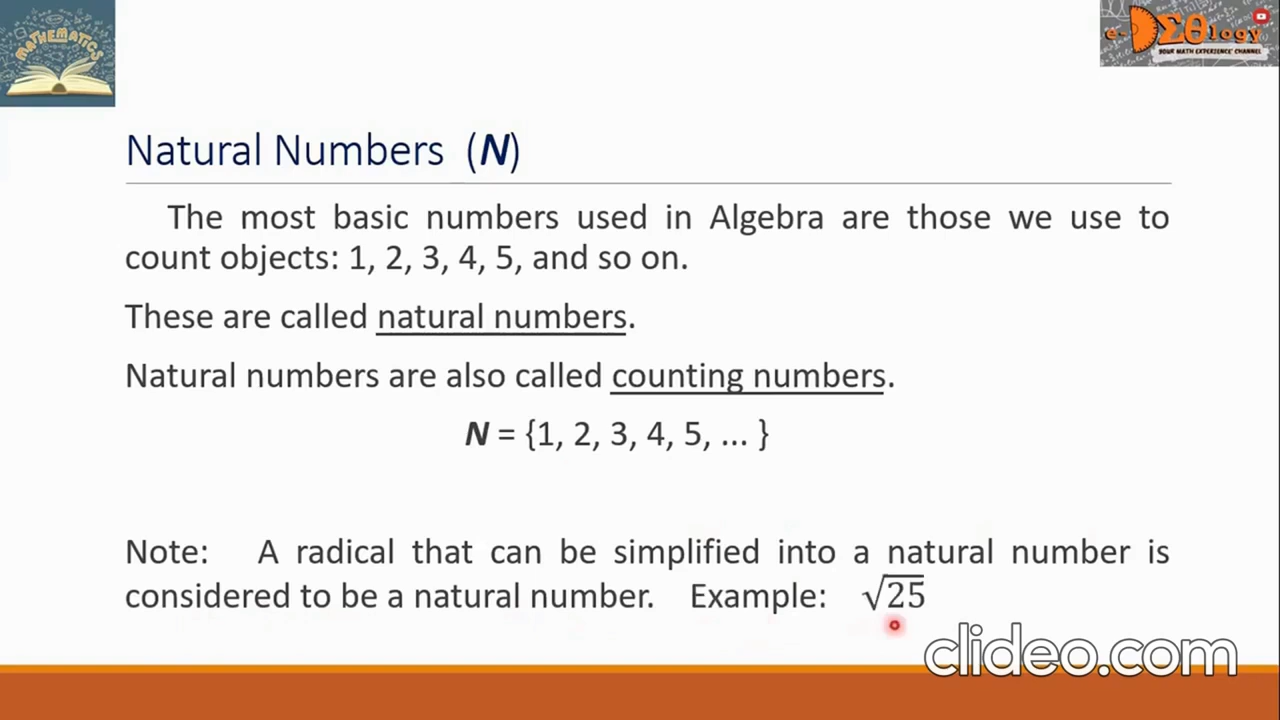 MATHEMATICS
e-DΣθlogy
YOUR MATH EXPERIENCE CHANNEL
Natural Numbers (N)
The most basic numbers used in Algebra are those we use to
count objects: 1, 2, 3, 4, 5, and so on.
These are called natural numbers.
Natural numbers are also called counting numbers.
N = {1, 2, 3, 4, 5, ... }
Note: A radical that can be simplified into a natural number is
considered to be a natural number. Example: √25
clideo.com